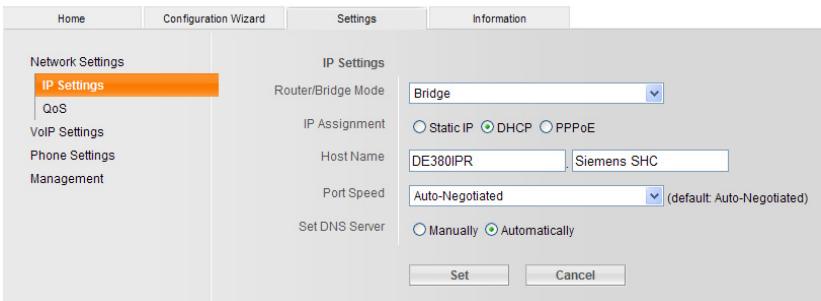 Home Configuration Wizard Settings Information
Network Settings
IP Settings
QoS
VoIP Settings
Phone Settings
Management
IP Settings
Router/Bridge Mode Bridge
IP Assignment Static IP DHCP PPPoE
Host Name DE380IPR . Siemens SHC
Port Speed Auto-Negotiated (default: Auto-Negotiated)
Set DNS Server Manually Automatically
Set Cancel